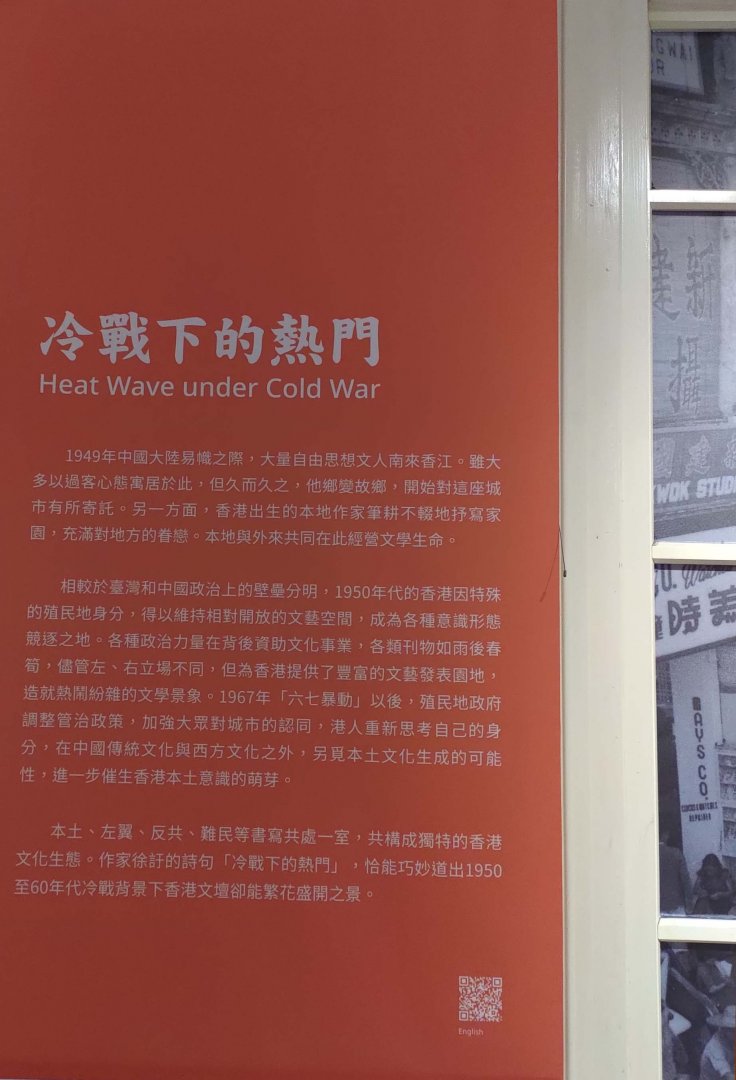 冷戰下的熱門
Heat Wave under Cold War
1949年中國大陸易幟之際，大量自由思想文人南來香江。雖大
多以過客心態寓居於此，但久而久之，他鄉變故鄉，開始對這座城
市有所寄託。另一方面，香港出生的本地作家筆耕不輟地抒寫家
園，充滿對地方的眷戀。本地與外來共同在此經營文學生命。
相較於臺灣和中國政治上的壁壘分明，1950年代的香港因特殊
的殖民地身分，得以維持相對開放的文藝空間，成為各種意識形態
競逐之地。各種政治力量在背後資助文化事業，各類刊物如雨後春
筍，儘管左、右立場不同，但為香港提供了豐富的文藝發表園地，
造就熱鬧紛雜的文學景象。1967年「六七暴動」以後，殖民地政府
調整管治政策，加強大眾對城市的認同，港人重新思考自己的身
分，在中國傳統文化與西方文化之外，另覓本土文化生成的可能
性，進一步催生香港本土意識的萌芽。
本土、左翼、反共、難民等書寫共處一室，共構成獨特的香港
文化生態。作家徐訏的詩句「冷戰下的熱門」，恰能巧妙道出1950
至60年代冷戰背景下香港文壇卻能繁花盛開之景。
English
GWAI
OR
新
攝
KWOK STUD
時美
WAYS CO.
REPAIRER